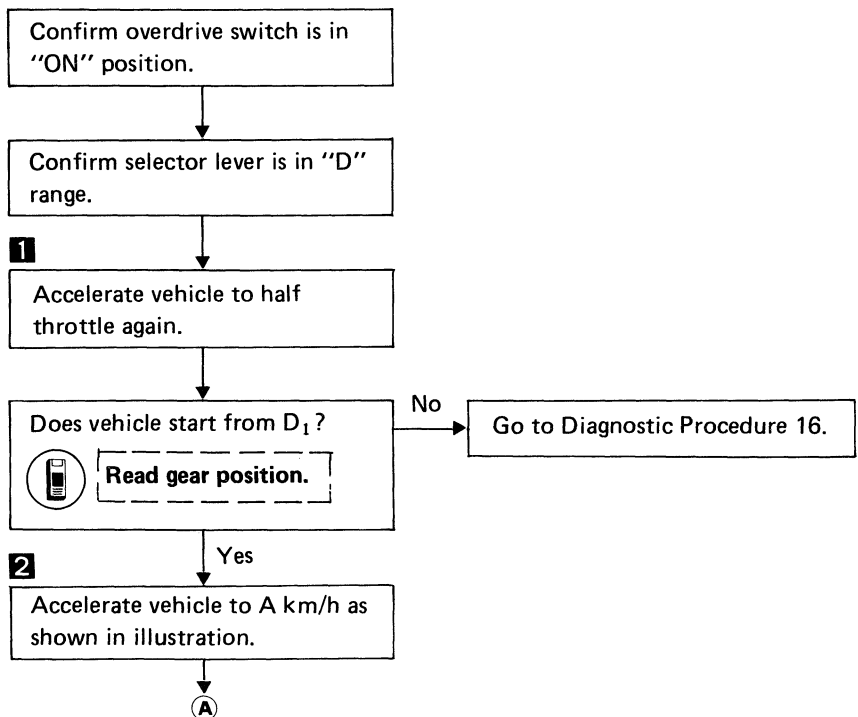 Confirm overdrive switch is in
"ON" position.
Confirm selector lever is in "D"
range.
1
Accelerate vehicle to half
throttle again.
Does vehicle start from D₁?
Read gear position.
No
Go to Diagnostic Procedure 16.
Yes
2
Accelerate vehicle to A km/h as
shown in illustration.
A